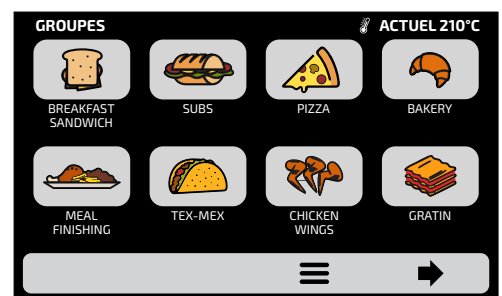 GROUPES
ACTUEL 210°C
BREAKFAST
SANDWICH
SUBS
PIZZA
BAKERY
MEAL
FINISHING
TEX-MEX
CHICKEN
WINGS
GRATIN